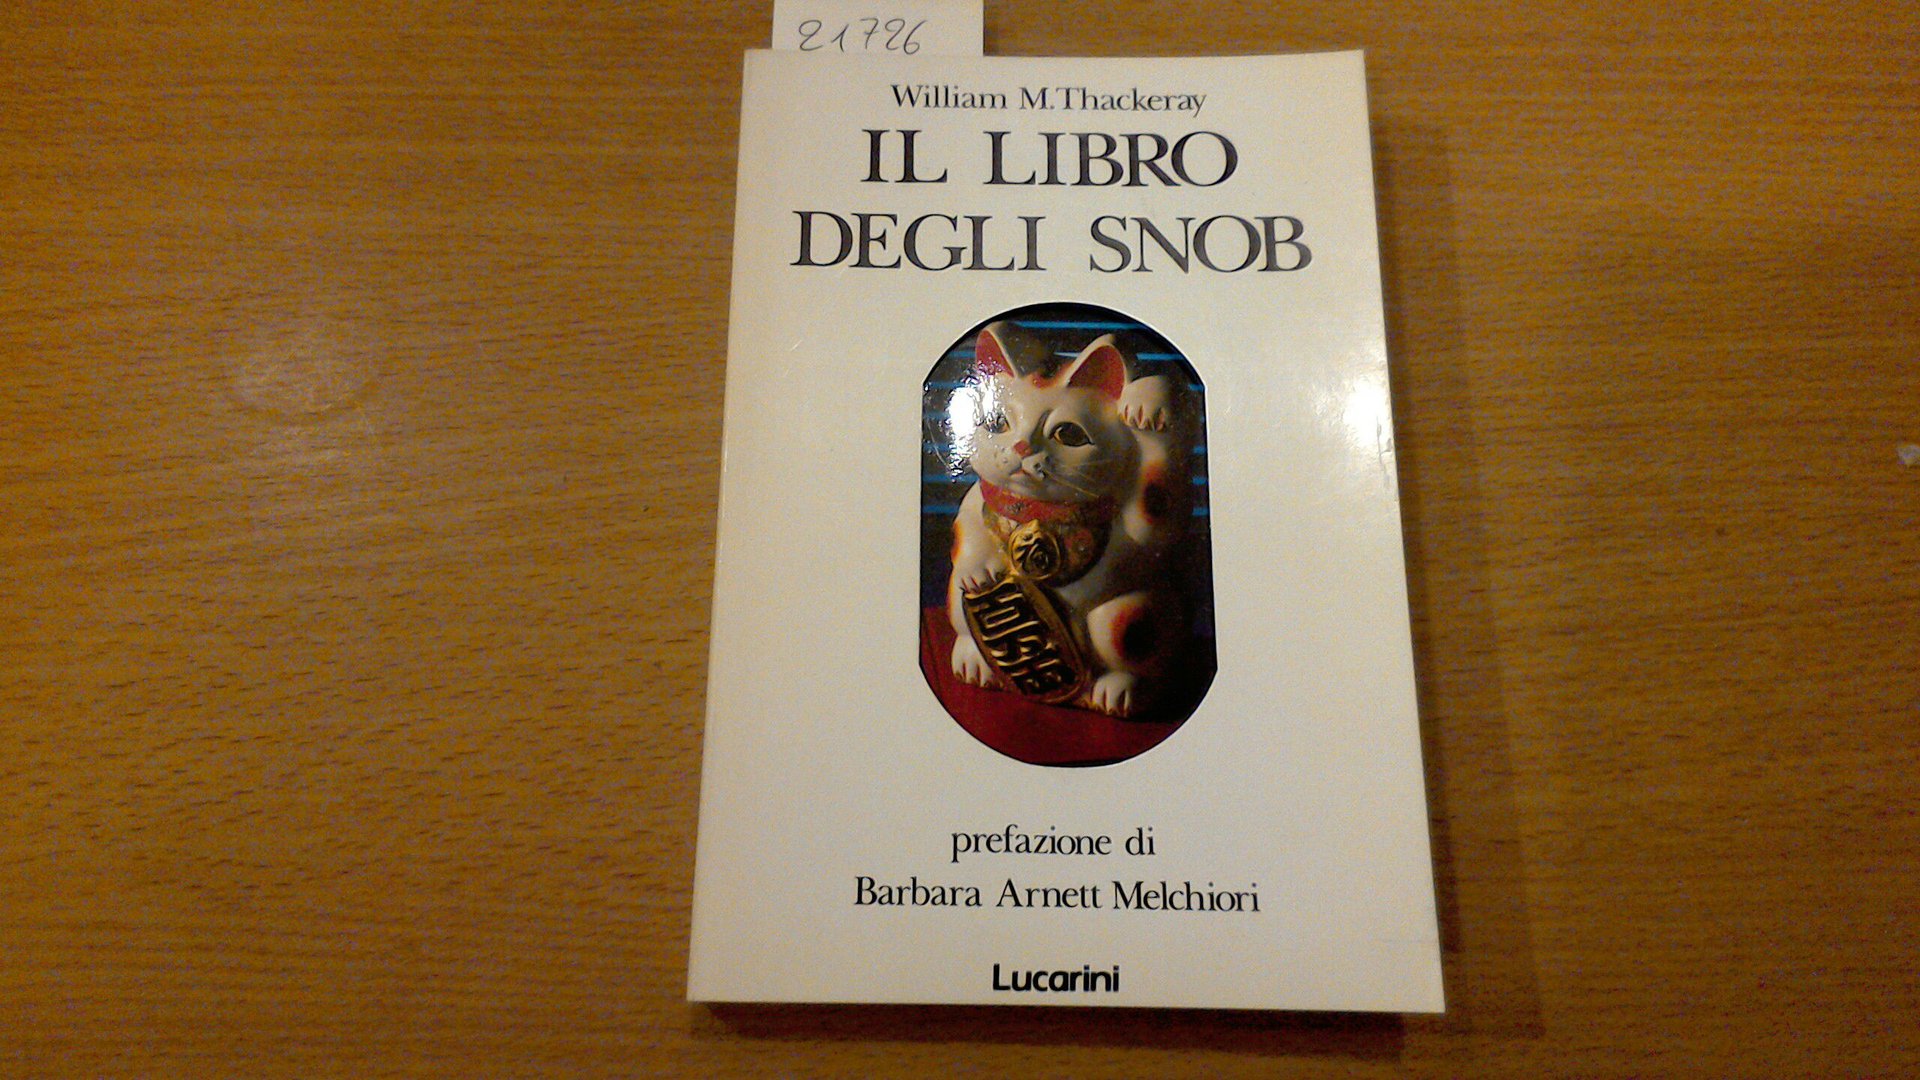 21726
William M. Thackeray
IL LIBRO
DEGLI SNOB
prefazione di
Barbara Arnett Melchiori
Lucarini